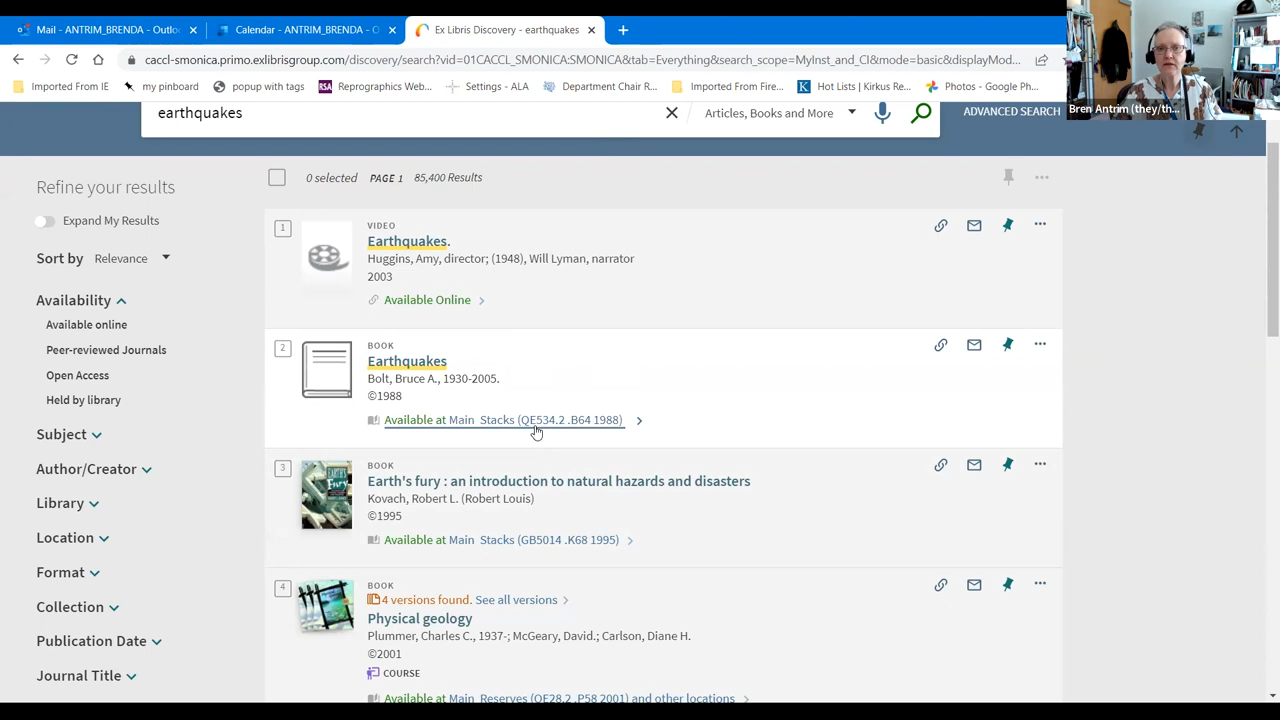 Mail - ANTRIM_BRENDA - Outlo
Calendar - ANTRIM_BRENDA - O
Ex Libris Discovery - earthquakes
caccl-smonica.primo.exlibrisgroup.com/discovery/search?vid=01CACCL_SMONICA:SMONICA&tab=Everything&search_scope=MyInst_and_CI&mode=basic&displayMod...
Imported From IE
my pinboard
popup with tags
RSA Reprographics Web...
Settings - ALA
Department Chair R...
Imported From Fire...
K Hot Lists | Kirkus Re...
Photos - Google Ph...
Bren Antrim (they/th...
earthquakes
Articles, Books and More
ADVANCED SEARCH
Refine your results
Expand My Results
Sort by Relevance
Availability
Available online
Peer-reviewed Journals
Open Access
Held by library
Subject
Author/Creator
Library
Location
Format
Collection
Publication Date
Journal Title
0 selected PAGE 1 85,400 Results
1
VIDEO
Earthquakes.
Huggins, Amy, director; (1948), Will Lyman, narrator
2003
Available Online
2
BOOK
Earthquakes
Bolt, Bruce A., 1930-2005.
©1988
Available at Main Stacks (QE534.2 .B64 1988)
3
BOOK
Earth's fury : an introduction to natural hazards and disasters
Kovach, Robert L. (Robert Louis)
©1995
Available at Main Stacks (GB5014 .K68 1995)
4
BOOK
4 versions found. See all versions
Physical geology
Plummer, Charles C., 1937-; McGeary, David.; Carlson, Diane H.
©2001
COURSE
Available at Main Reserves (QE28.2 .P58 2001) and other locations